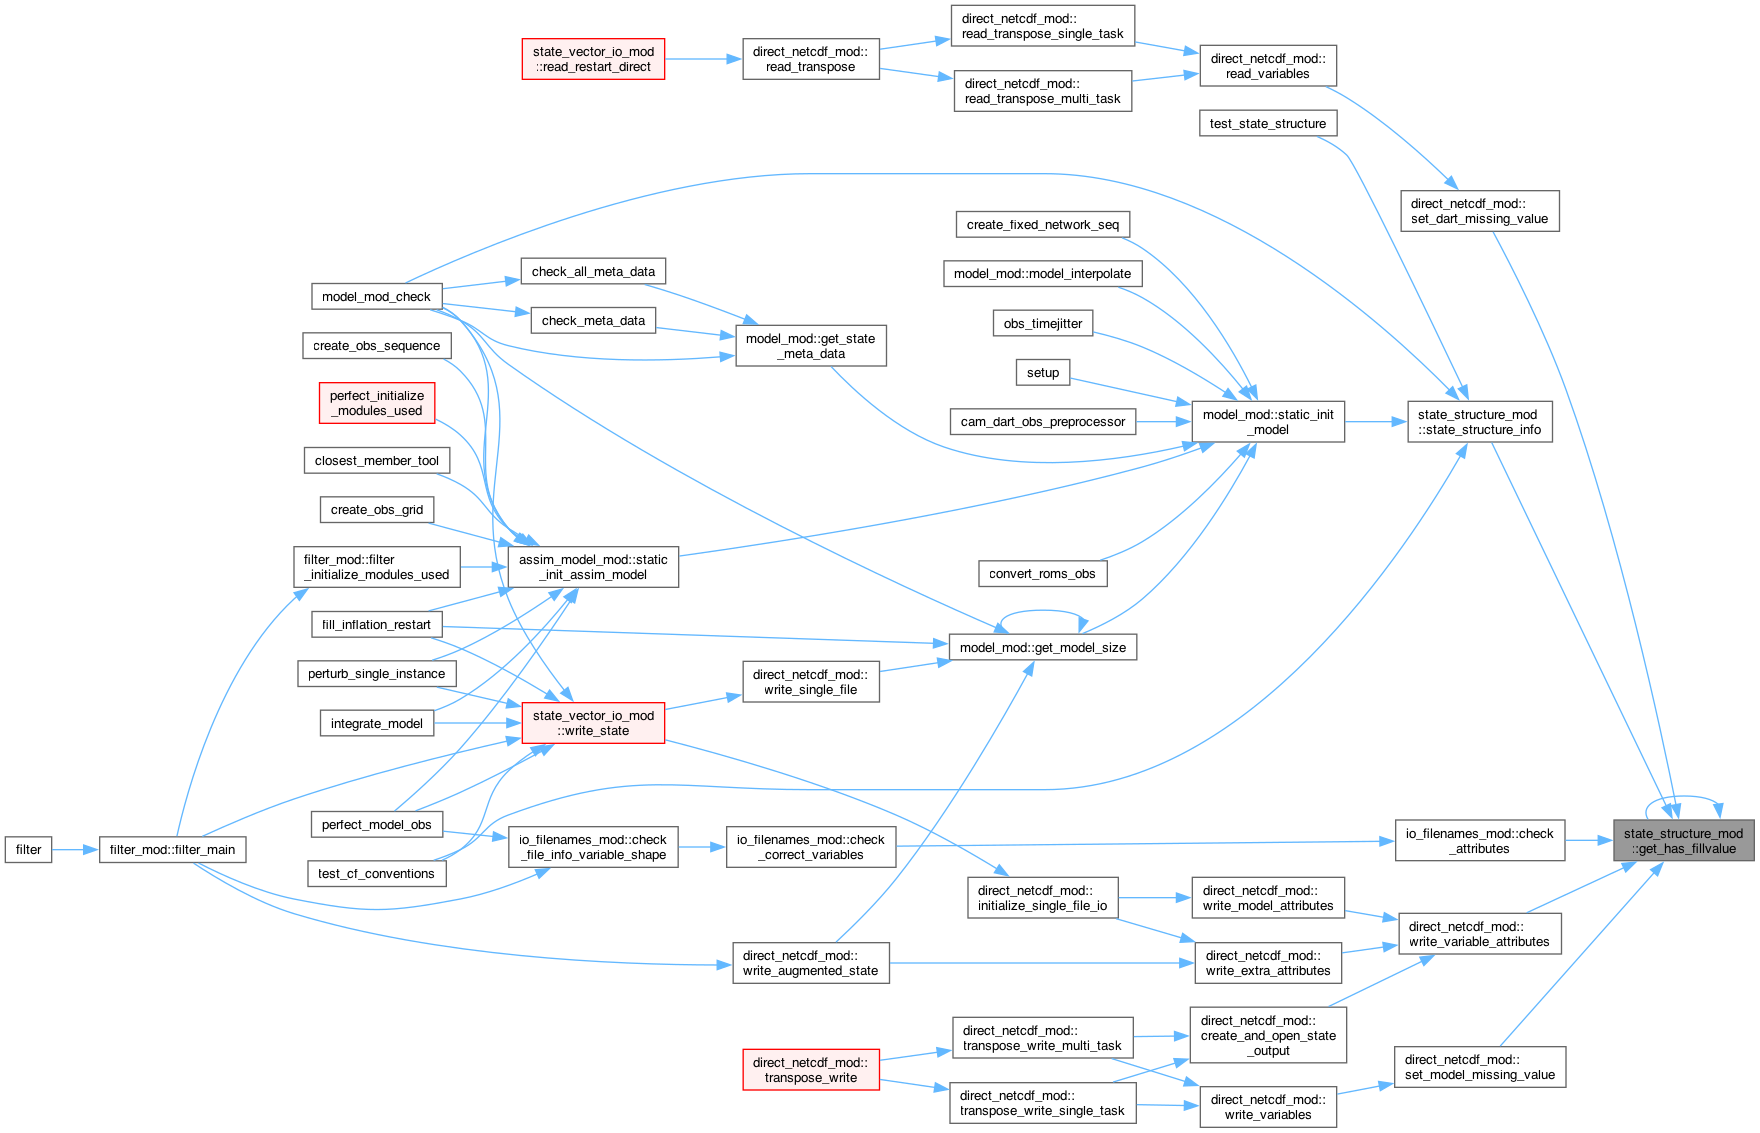 direct_netcdf_mod::
read_transpose_single_task
state_vector_io_mod
::read_restart_direct
direct_netcdf_mod::
read_transpose
direct_netcdf_mod::
read_variables
direct_netcdf_mod::
read_transpose_multi_task
test_state_structure
direct_netcdf_mod::
set_dart_missing_value
create_fixed_network_seq
check_all_meta_data
model_mod::model_interpolate
model_mod_check
check_meta_data
obs_timejitter
create_obs_sequence
model_mod::get_state
_meta_data
setup
perfect_initialize
_modules_used
cam_dart_obs_preprocessor
model_mod::static_init
_model
state_structure_mod
::state_structure_info
closest_member_tool
create_obs_grid
filter_mod::filter
_initialize_modules_used
assim_model_mod::static
_init_assim_model
convert_roms_obs
fill_inflation_restart
model_mod::get_model_size
perturb_single_instance
direct_netcdf_mod::
write_single_file
integrate_model
state_vector_io_mod
::write_state
perfect_model_obs
filter
filter_mod::filter_main
io_filenames_mod::check
_file_info_variable_shape
io_filenames_mod::check
_correct_variables
io_filenames_mod::check
_attributes
state_structure_mod
::get_has_fillvalue
test_cf_conventions
direct_netcdf_mod::
initialize_single_file_io
direct_netcdf_mod::
write_model_attributes
direct_netcdf_mod::
write_variable_attributes
direct_netcdf_mod::
write_augmented_state
direct_netcdf_mod::
write_extra_attributes
direct_netcdf_mod::
transpose_write_multi_task
direct_netcdf_mod::
create_and_open_state
_output
direct_netcdf_mod::
transpose_write
direct_netcdf_mod::
set_model_missing_value
direct_netcdf_mod::
transpose_write_single_task
direct_netcdf_mod::
write_variables